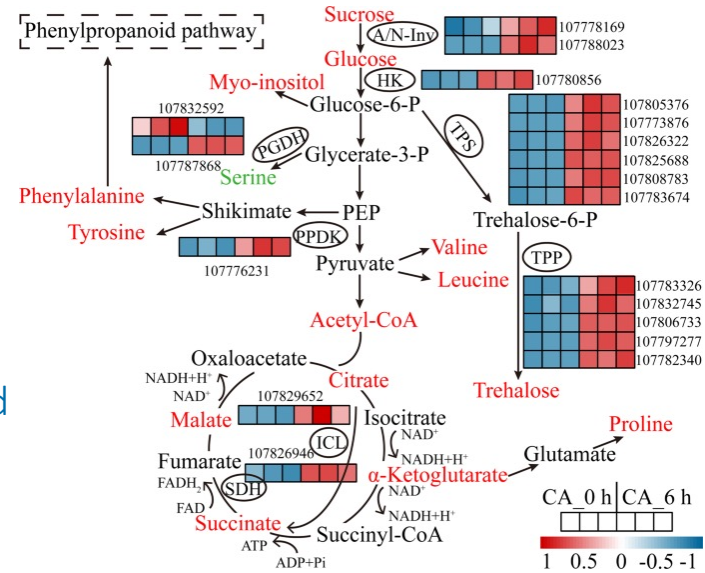 Phenylpropanoid pathway
Sucrose
A/N-Inv
107778169
107788023
Glucose
HK
107780856
Myo-inositol
Glucose-6-P
107832592
PGDH
107787868
Glycerate-3-P
Serine
TPS
107805376
107773876
107826322
107825688
107808783
107783674
Phenylalanine
Tyrosine
Shikimate
PEP
PPDK
107776231
Pyruvate
Valine
Leucine
Trehalose-6-P
TPP
107783326
107832745
107806733
107797277
107782340
Trehalose
Acetyl-CoA
Oxaloacetate
Citrate
NADH+H⁺
NAD⁺
Malate
107829652
Isocitrate
ICL
NAD⁺
NADH+H⁺
Fumarate
107826946
α-Ketoglutarate
Glutamate
Proline
FADH₂
SDH
FAD
NAD⁺
NADH+H⁺
Succinate
Succinyl-CoA
ATP
ADP+Pi
CA_0 h CA_6 h
1 0.5 0 -0.5 -1